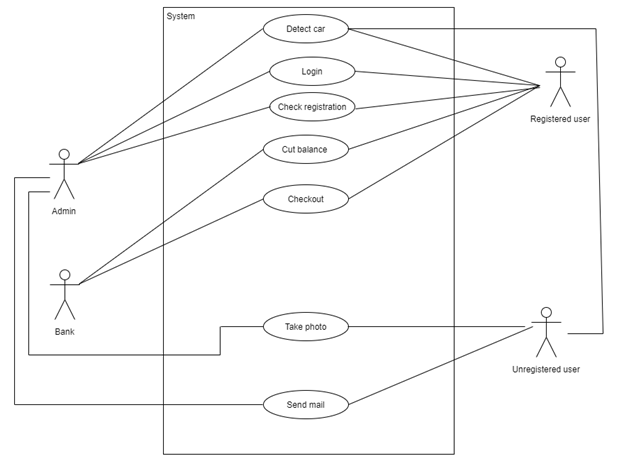 System
Detect car
Login
Check registration
Registered user
Cut balance
Admin
Checkout
Bank
Take photo
Unregistered user
Send mail